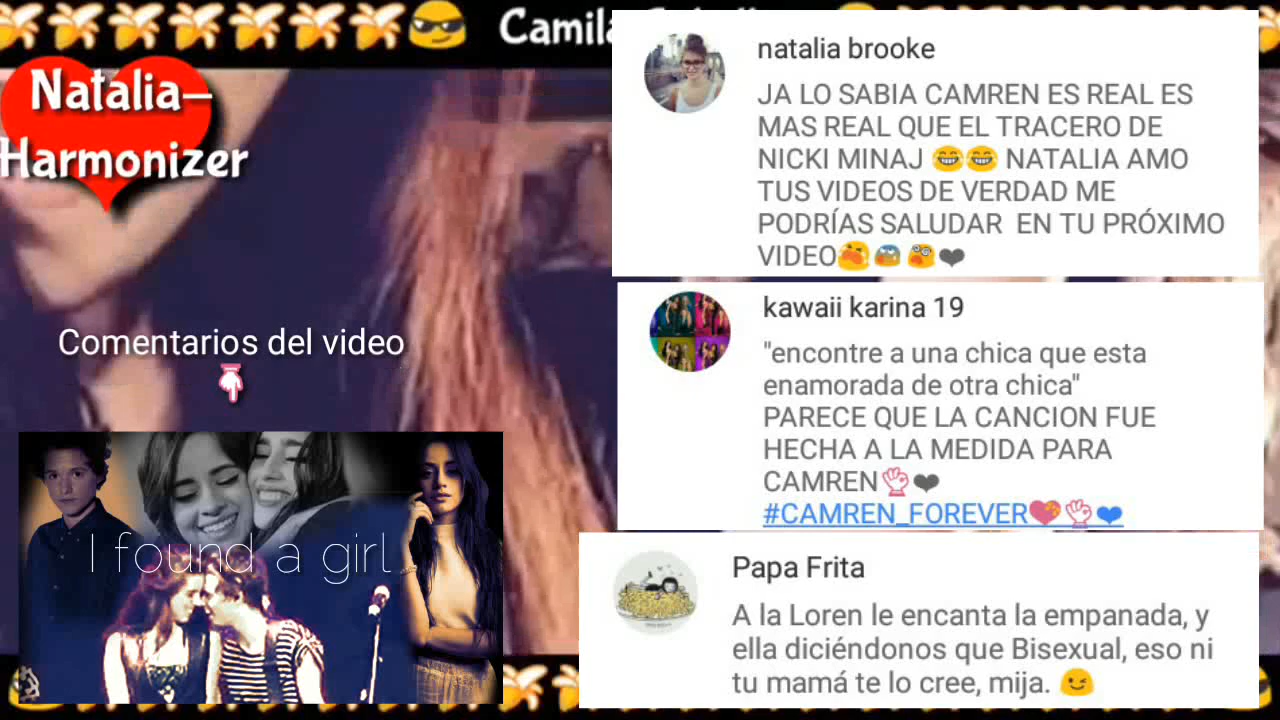 Camila
Natalia—
Harmonizer
Comentarios del video
I found a girl
natalia brooke
JA LO SABIA CAMREN ES REAL ES
MAS REAL QUE EL TRACERO DE
NICKI MINAJ 😂😂 NATALIA AMO
TUS VIDEOS DE VERDAD ME
PODRÍAS SALUDAR EN TU PRÓXIMO
VIDEO
kawaii karina 19
"encontre a una chica que esta
enamorada de otra chica"
PARECE QUE LA CANCION FUE
HECHA A LA MEDIDA PARA
CAMREN👌❤
#CAMREN_FOREVER💖👌❤
Papa Frita
A la Loren le encanta la empanada, y
ella diciéndonos que Bisexual, eso ni
tu mamá te lo cree, mija. 😉